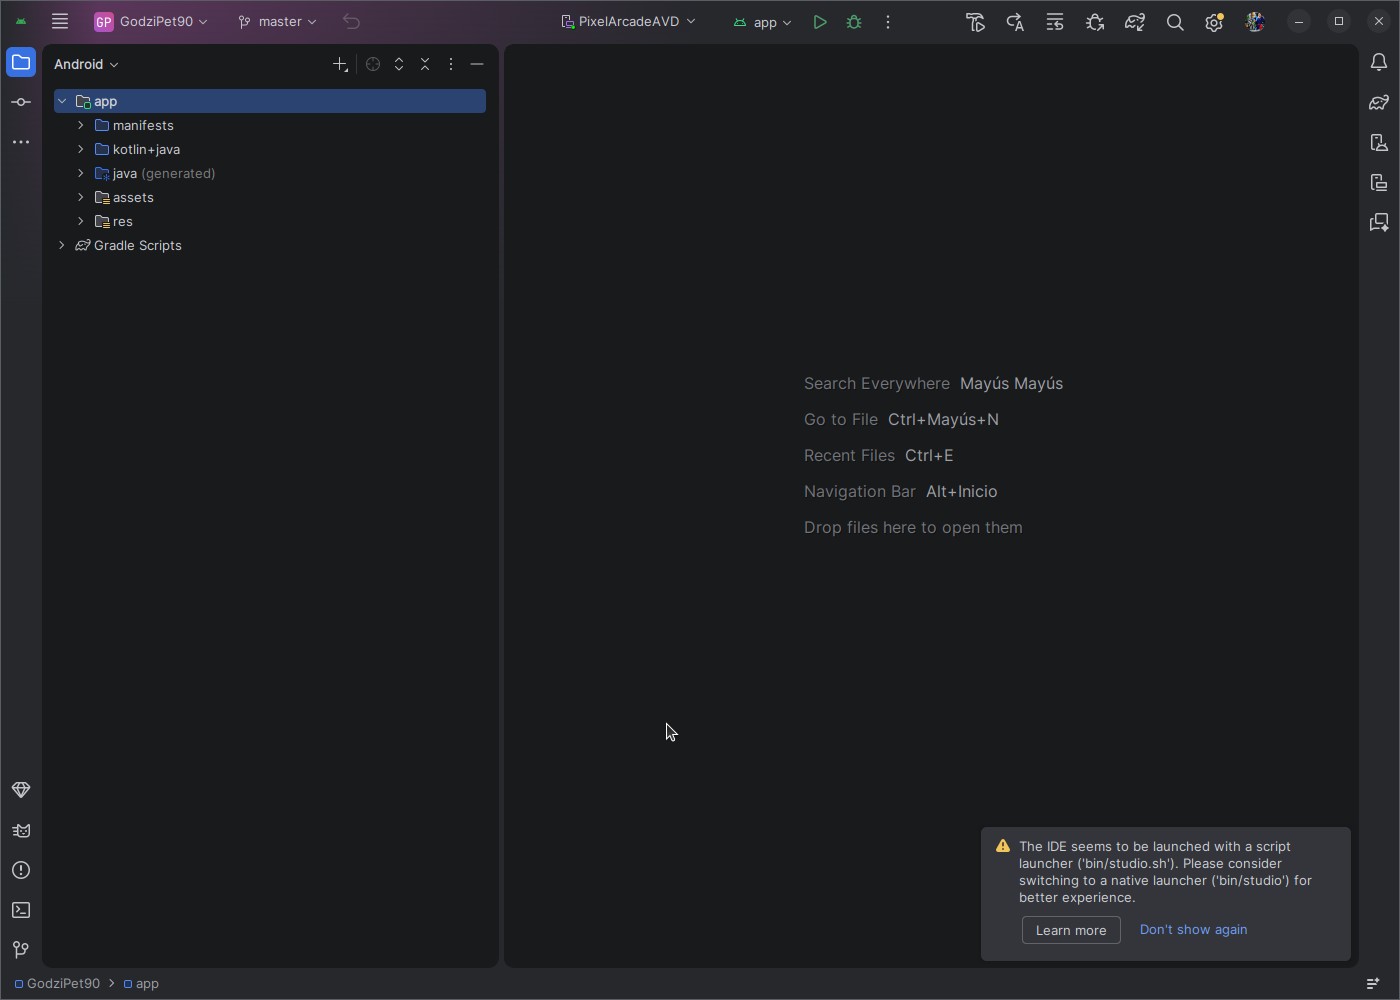 GP GodziPet90 master PixelArcadeAVD app
Android
app
manifests
kotlin+java
java (generated)
assets
res
Gradle Scripts
Search Everywhere Mayús Mayús
Go to File Ctrl+Mayús+N
Recent Files Ctrl+E
Navigation Bar Alt+Inicio
Drop files here to open them
The IDE seems to be launched with a script
launcher ('bin/studio.sh'). Please consider
switching to a native launcher ('bin/studio') for
better experience.
Learn more Don't show again
GodziPet90 app